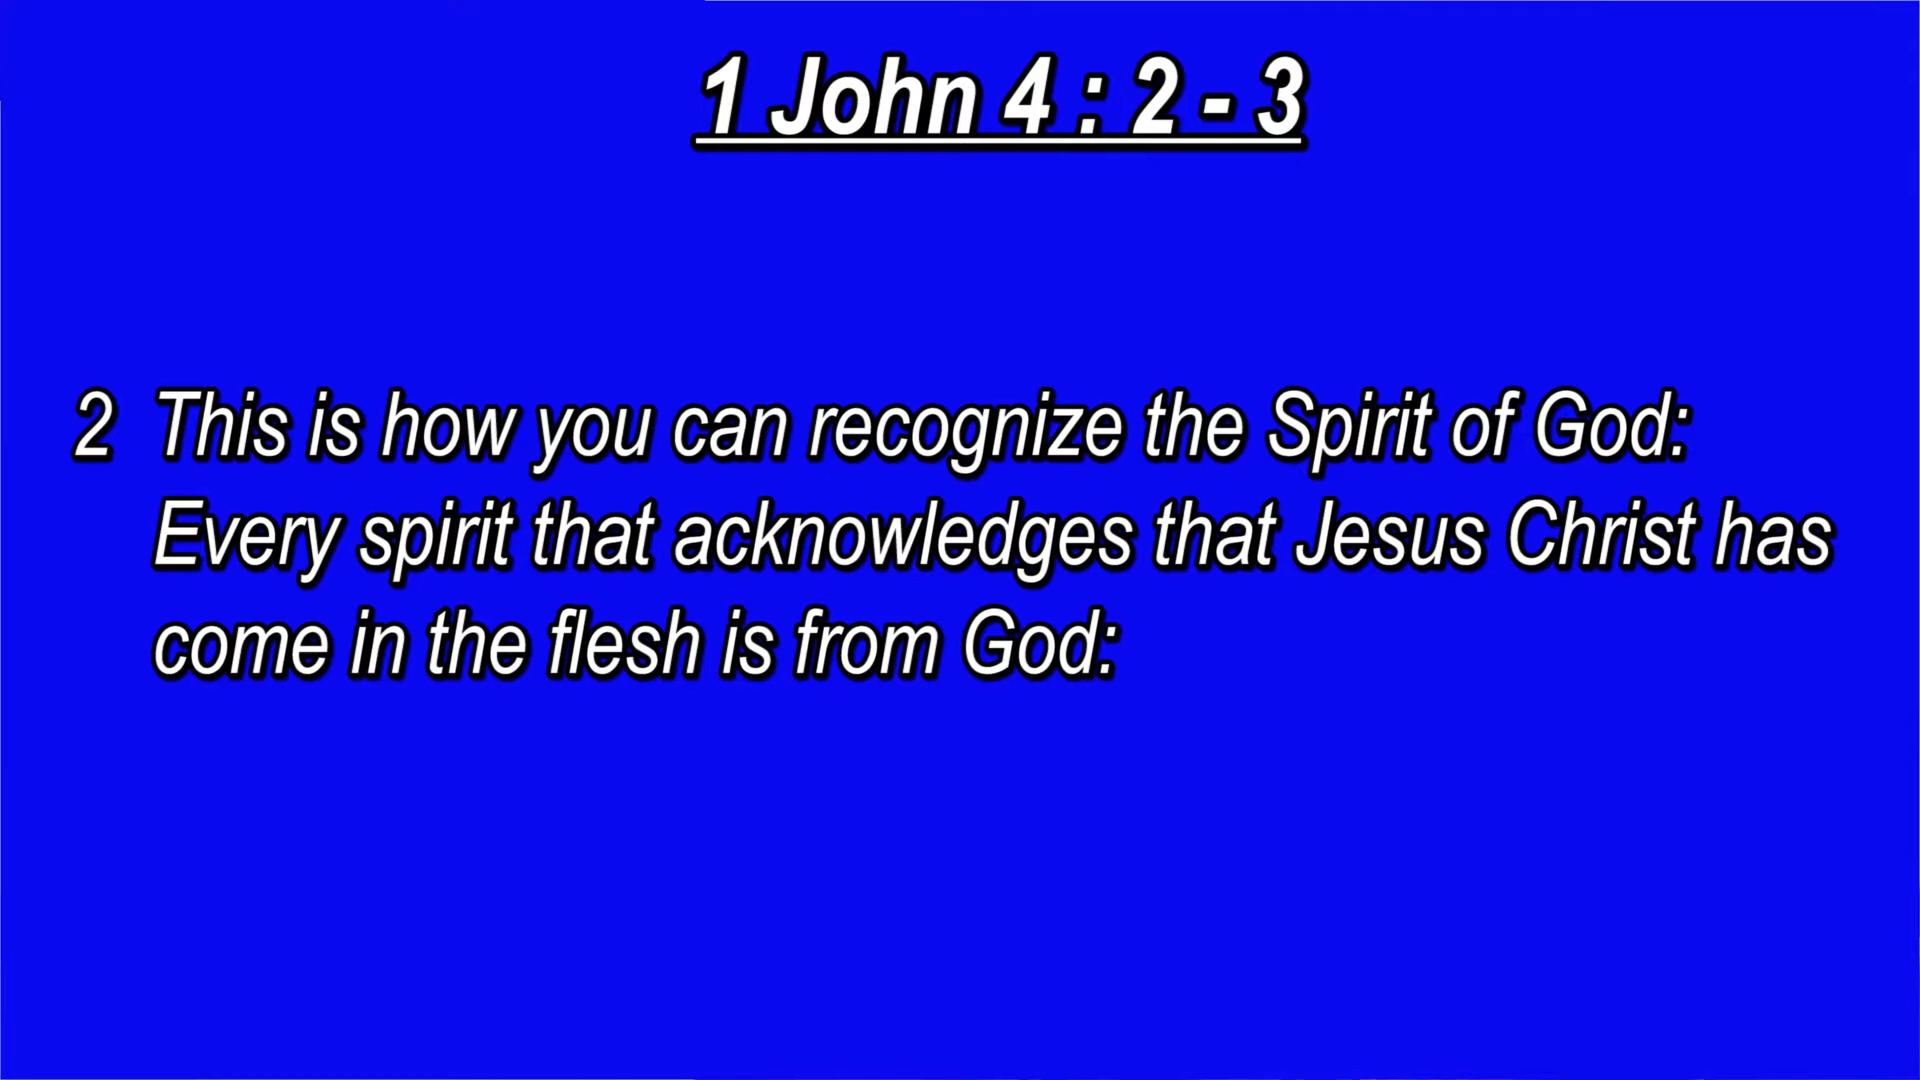 1 John 4 : 2 - 3
2 This is how you can recognize the Spirit of God:
Every spirit that acknowledges that Jesus Christ has
come in the flesh is from God: